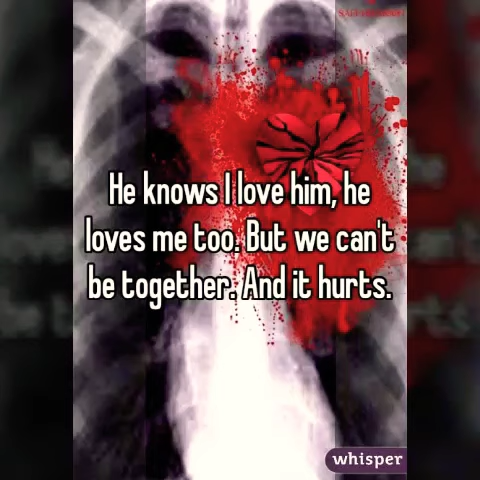 He knows I love him, he
loves me too. But we can't
be together. And it hurts.
whisper